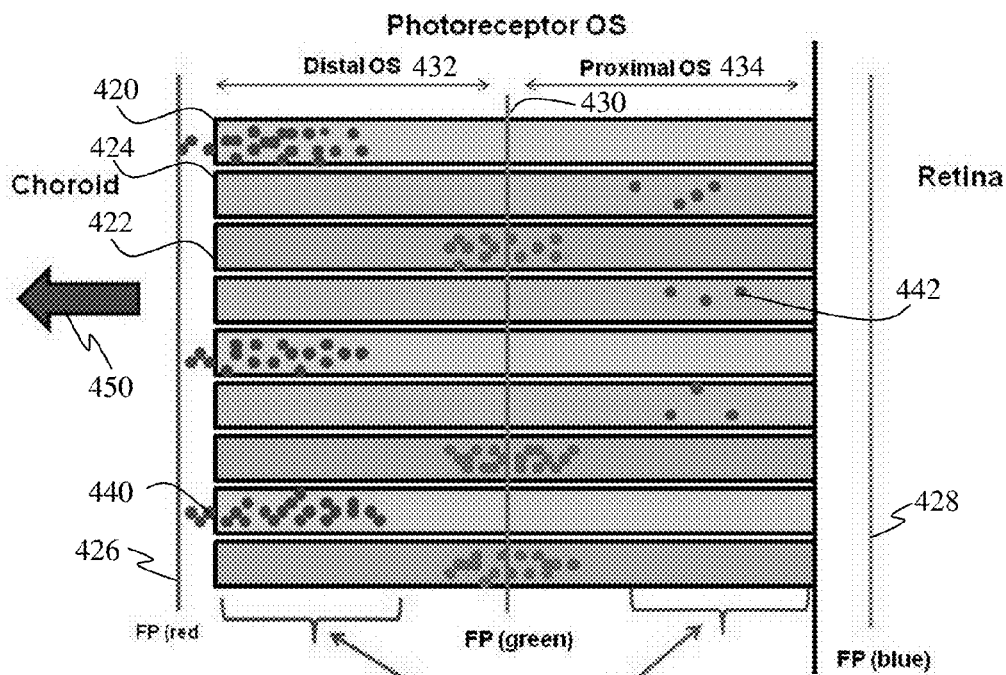 Photoreceptor OS
Distal OS 432
Proximal OS 434
420
430
424
Choroid
Retina
422
442
450
440
428
426
FP (red
FP (green)
FP (blue)